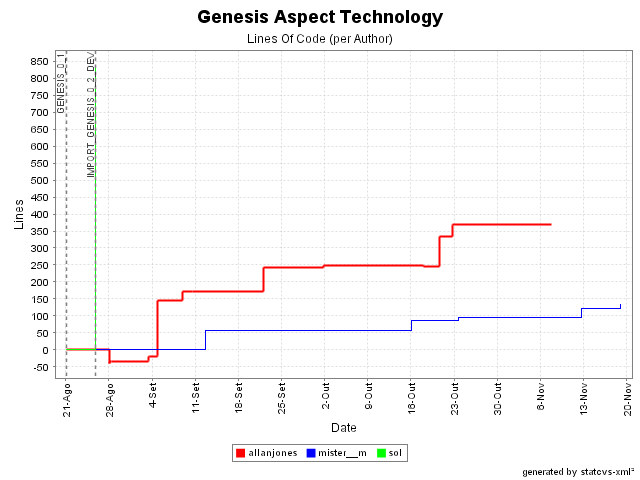 Genesis Aspect Technology
Lines Of Code (per Author)
850
800
750
700
650
600
550
500
450
400
350
300
250
200
150
100
50
0
-50
Lines
GENESIS_0_1
IMPORT_GENESIS_0_2_DEV
21-Ago
28-Ago
4-Set
11-Set
18-Set
25-Set
2-Out
9-Out
16-Out
23-Out
30-Out
6-Nov
13-Nov
20-Nov
Date
allanjones mister__m sol
generated by statcvs-xml²